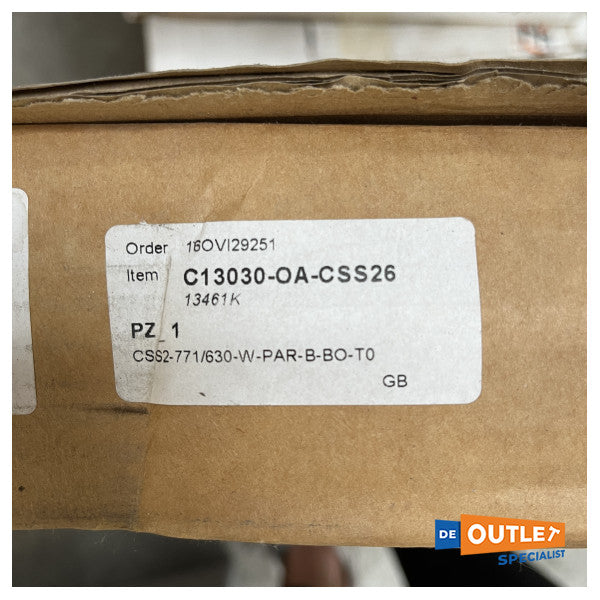 Order 16OVI29251
Item C13030-OA-CSS26
13461K
PZ_1
CSS2-771/630-W-PAR-B-BO-T0
GB
DE OUTLET
SPECIALIST